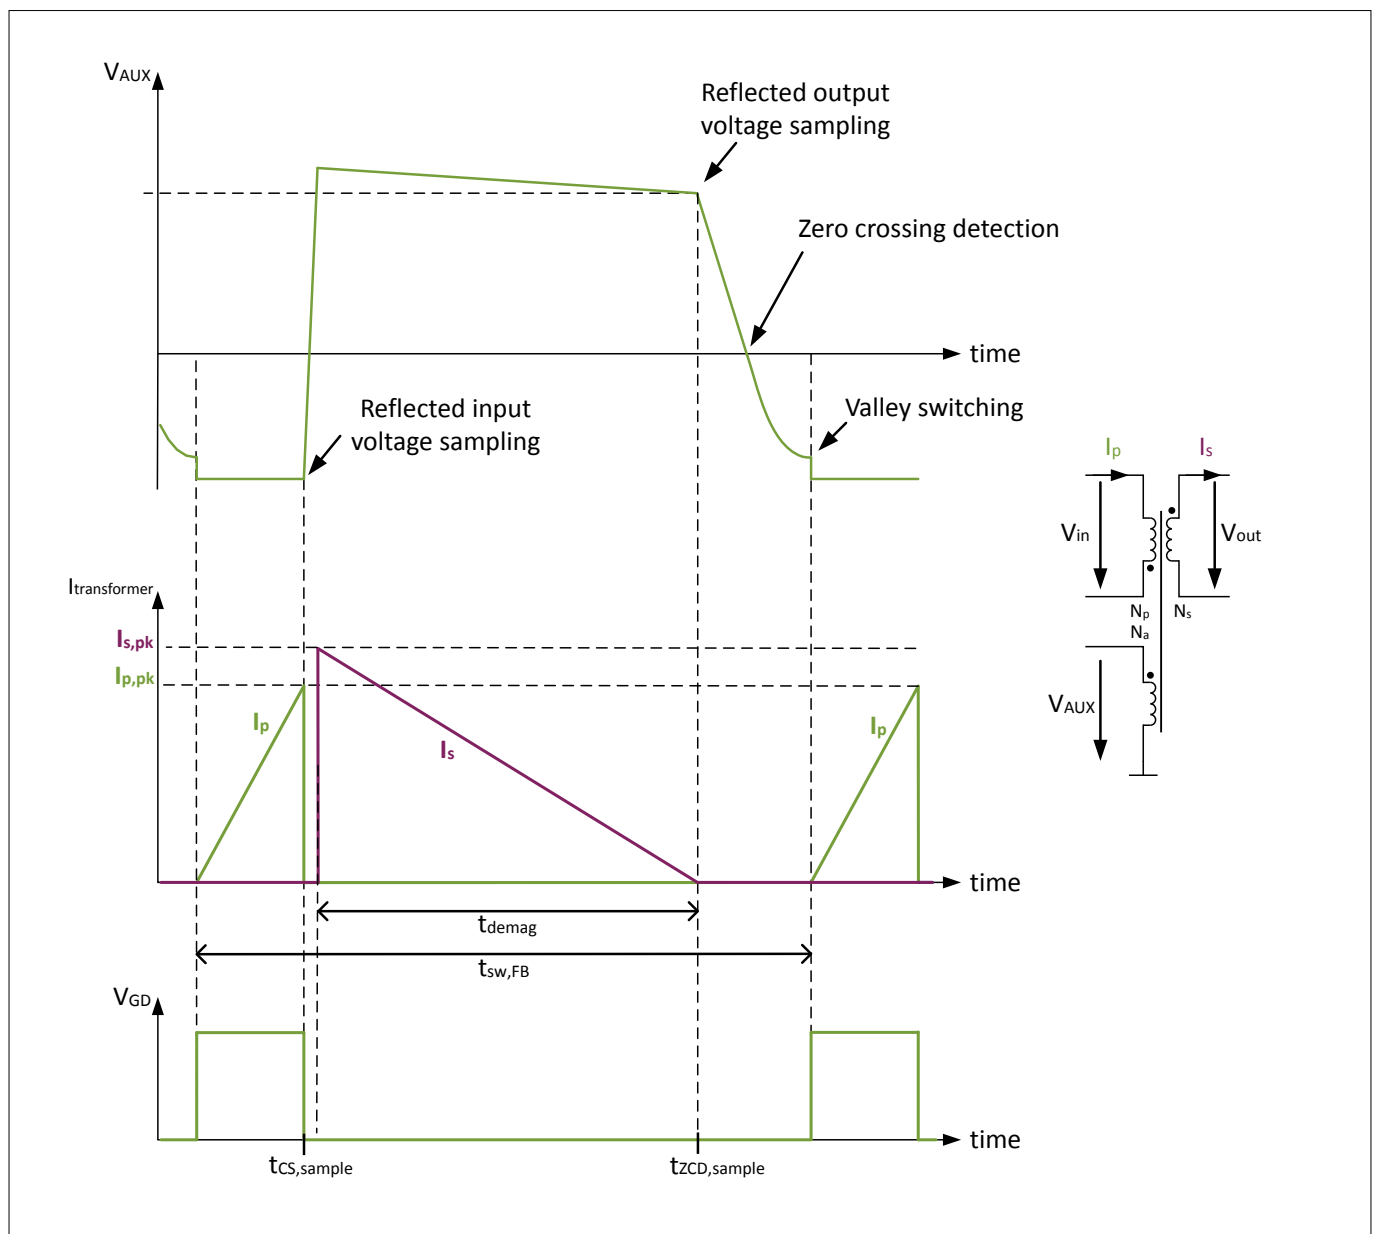 VAUX
Reflected output
voltage sampling
Zero crossing detection
time
Reflected input
voltage sampling
Valley switching
Ip
Is
Vin
Vout
Np
Ns
Na
VAUX
Itransformer
Is,pk
Ip,pk
Ip
Is
Ip
time
tdemag
tsw,FB
VGD
time
tCS,sample
tZCD,sample